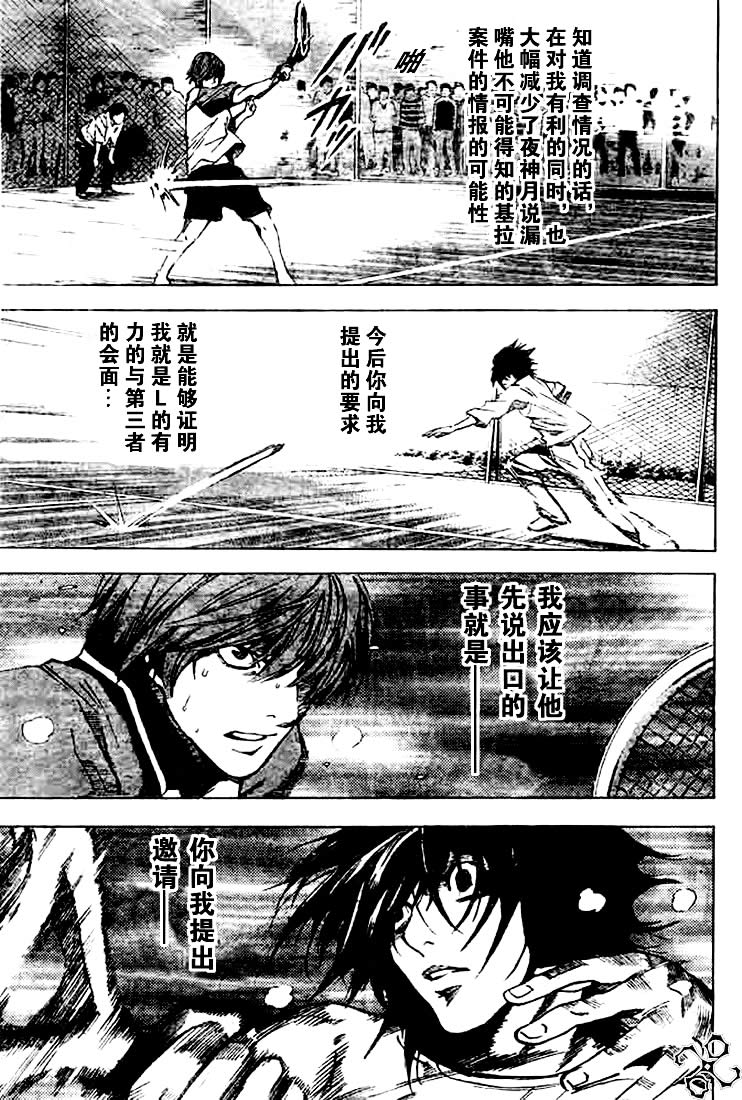 知道调查情况的话，
在对我有利的同时，也
大幅减少了夜神月说漏
嘴他不可能得知的基拉
案件的情报的可能性
啪
今后你向我
提出的要求
就是能够证明
我就是L的有
力的与第三者
的会面…
我应该让他
先说出口的
事就是——
你向我提出
邀请——